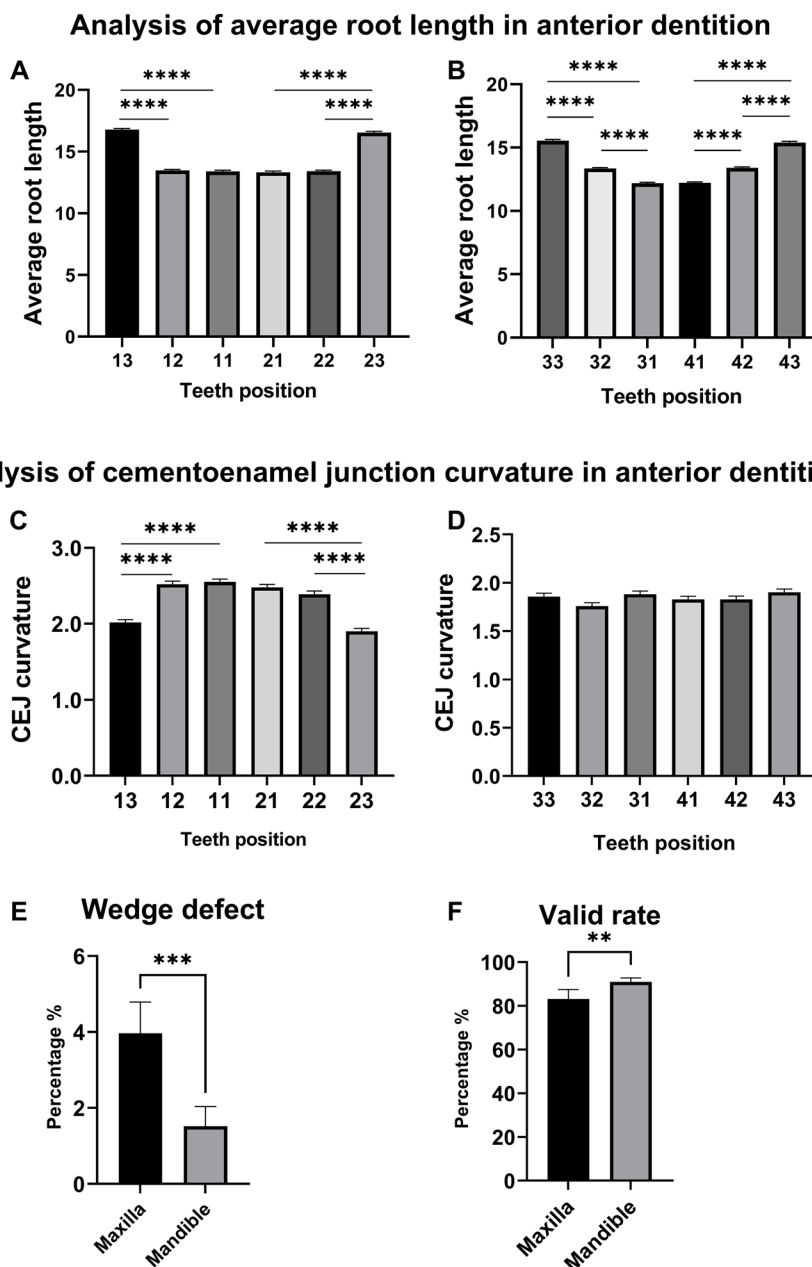 Analysis of average root length in anterior dentition
A
**** ****
**** ****
20
15
10
5
0
Average root length
13 12 11 21 22 23
Teeth position
B
**** ****
**** ****
**** ****
20
15
10
5
0
Average root length
33 32 31 41 42 43
Teeth position
lysis of cementoenamel junction curvature in anterior dentiti
C
**** ****
**** ****
3.0
2.0
1.0
0.0
CEJ curvature
13 12 11 21 22 23
Teeth position
D
2.5
2.0
1.5
1.0
0.5
0.0
CEJ curvature
33 32 31 41 42 43
Teeth position
E Wedge defect
***
6
4
2
0
Percentage %
Maxilla
Mandible
F Valid rate
**
100
80
60
40
20
0
Percentage %
Maxilla
Mandible